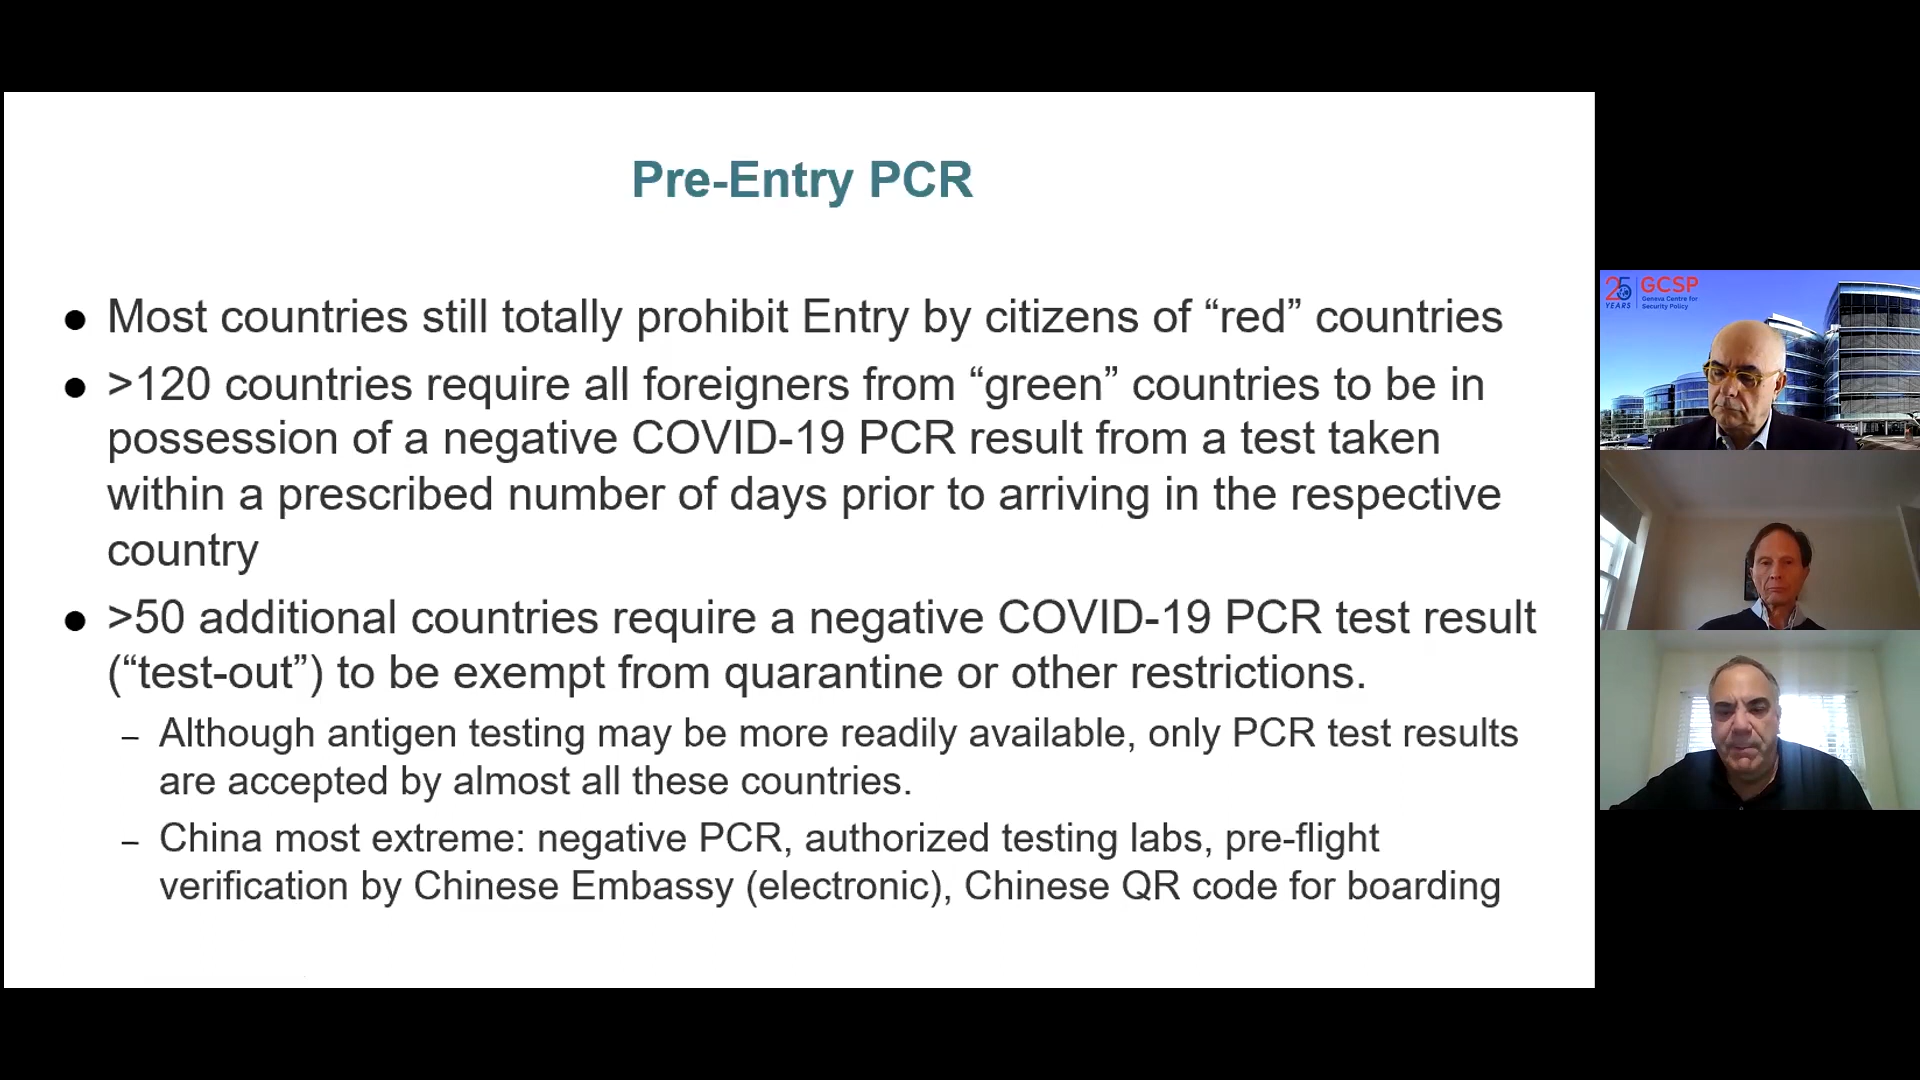 Pre-Entry PCR
● Most countries still totally prohibit Entry by citizens of “red” countries
● >120 countries require all foreigners from “green” countries to be in
possession of a negative COVID-19 PCR result from a test taken
within a prescribed number of days prior to arriving in the respective
country
● >50 additional countries require a negative COVID-19 PCR test result
(“test-out”) to be exempt from quarantine or other restrictions.
– Although antigen testing may be more readily available, only PCR test results
are accepted by almost all these countries.
– China most extreme: negative PCR, authorized testing labs, pre-flight
verification by Chinese Embassy (electronic), Chinese QR code for boarding
25
YEARS
GCSP
Geneva Centre for
Security Policy